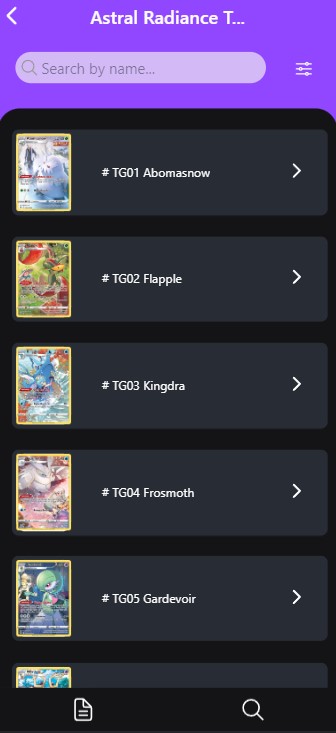 Astral Radiance T...
Search by name...
# TG01 Abomasnow
# TG02 Flapple
# TG03 Kingdra
# TG04 Frosmoth
# TG05 Gardevoir